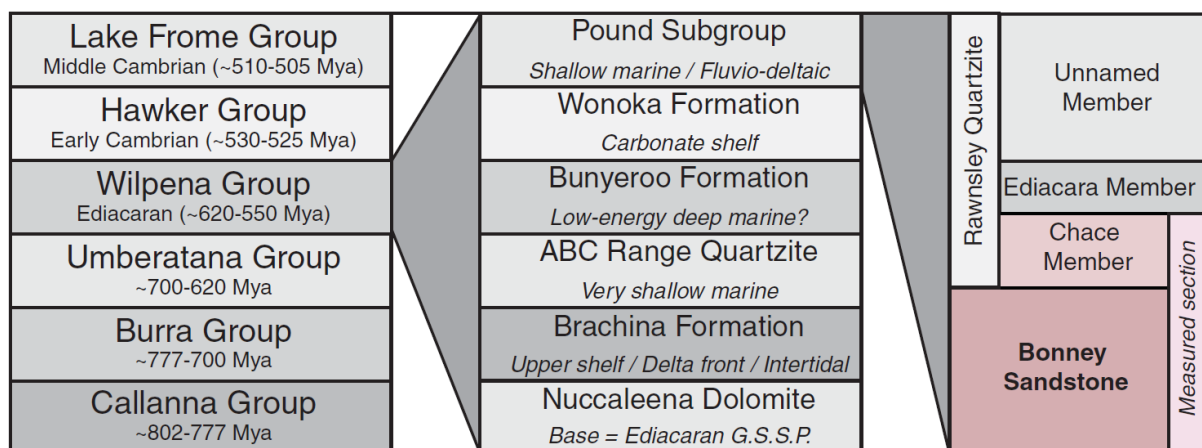 Lake Frome Group
Middle Cambrian (~510-505 Mya)
Hawker Group
Early Cambrian (~530-525 Mya)
Wilpena Group
Ediacaran (~620-550 Mya)
Umberatana Group
~700-620 Mya
Burra Group
~777-700 Mya
Callanna Group
~802-777 Mya
Pound Subgroup
Shallow marine / Fluvio-deltaic
Wonoka Formation
Carbonate shelf
Bunyeroo Formation
Low-energy deep marine?
ABC Range Quartzite
Very shallow marine
Brachina Formation
Upper shelf / Delta front / Intertidal
Nuccaleena Dolomite
Base = Ediacaran G.S.S.P.
Rawnsley Quartzite
Unnamed
Member
Ediacara Member
Chace
Member
Bonney
Sandstone
Measured section